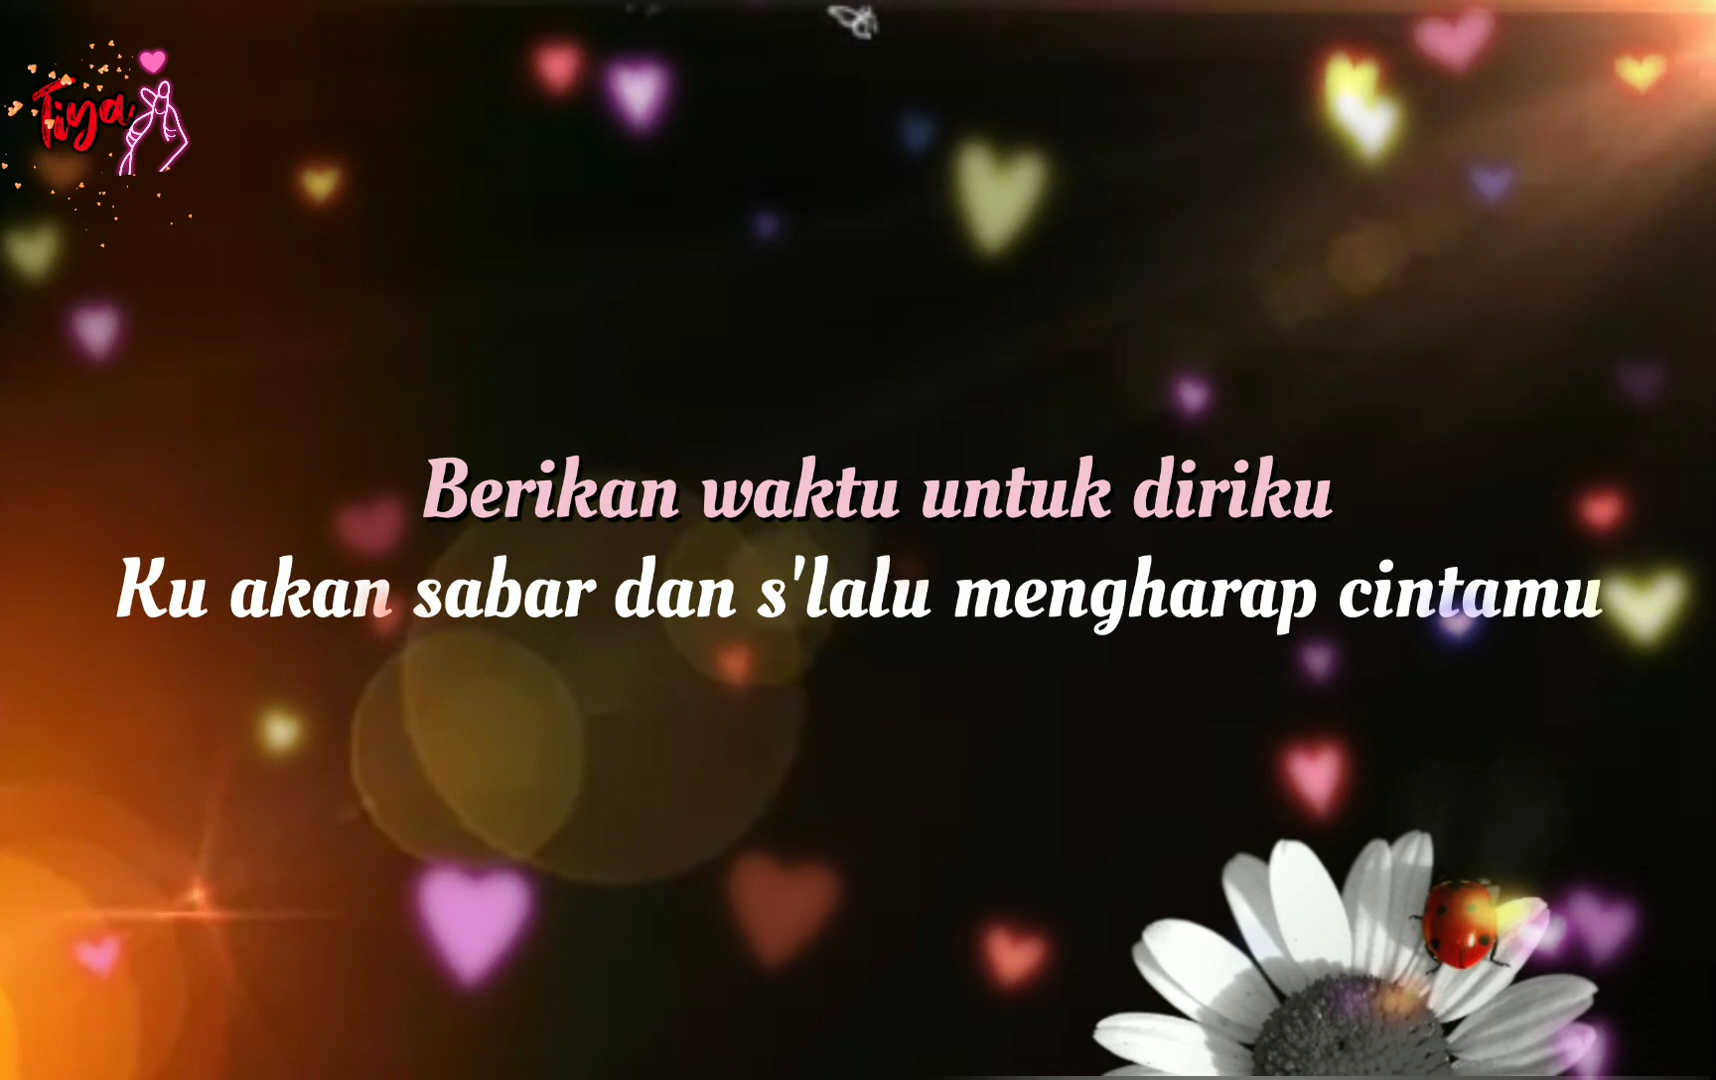 Tiya
Berikan waktu untuk diriku
Ku akan sabar dan s'lalu mengharap cintamu